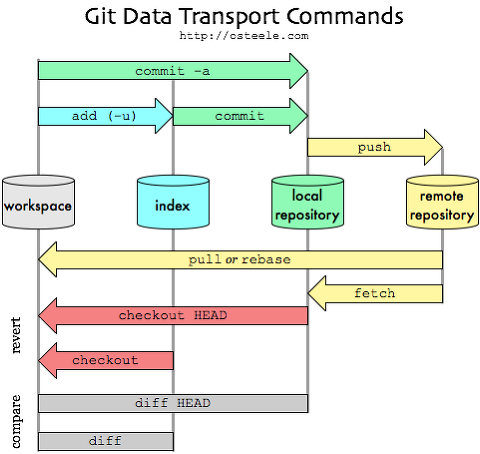 Git Data Transport Commands
http://osteele.com
commit -a
add (-u)
commit
push
workspace
index
local
repository
remote
repository
pull or rebase
fetch
revert
checkout HEAD
checkout
compare
diff HEAD
diff